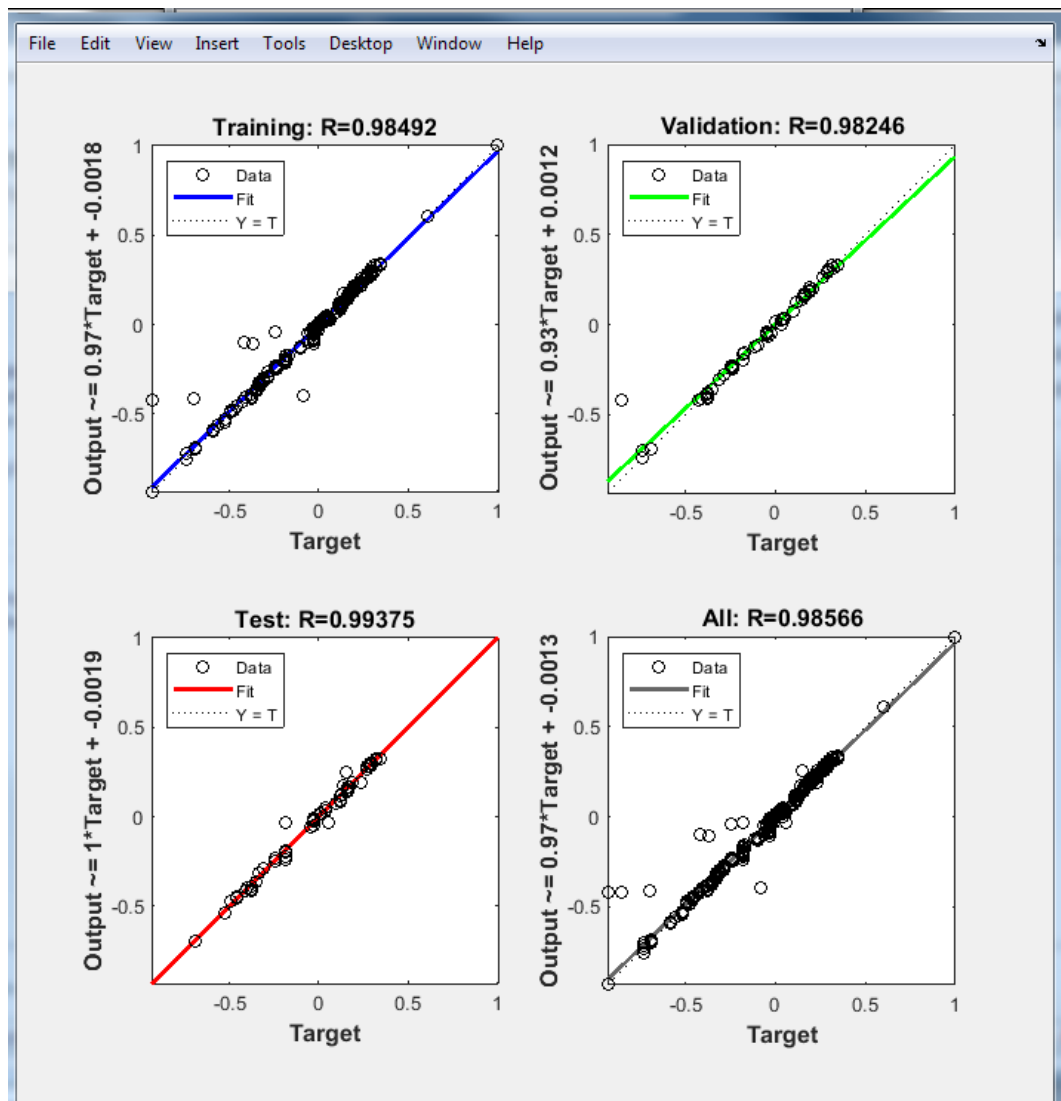 File Edit View Insert Tools Desktop Window Help
Training: R=0.98492
Output ~= 0.97*Target + -0.0018
1
0.5
0
-0.5
Data
Fit
Y = T
-0.5 0 0.5 1
Target
Validation: R=0.98246
Output ~= 0.93*Target + 0.0012
1
0.5
0
-0.5
Data
Fit
Y = T
-0.5 0 0.5 1
Target
Test: R=0.99375
Output ~= 1*Target + -0.0019
1
0.5
0
-0.5
Data
Fit
Y = T
-0.5 0 0.5 1
Target
All: R=0.98566
Output ~= 0.97*Target + -0.0013
1
0.5
0
-0.5
Data
Fit
Y = T
-0.5 0 0.5 1
Target